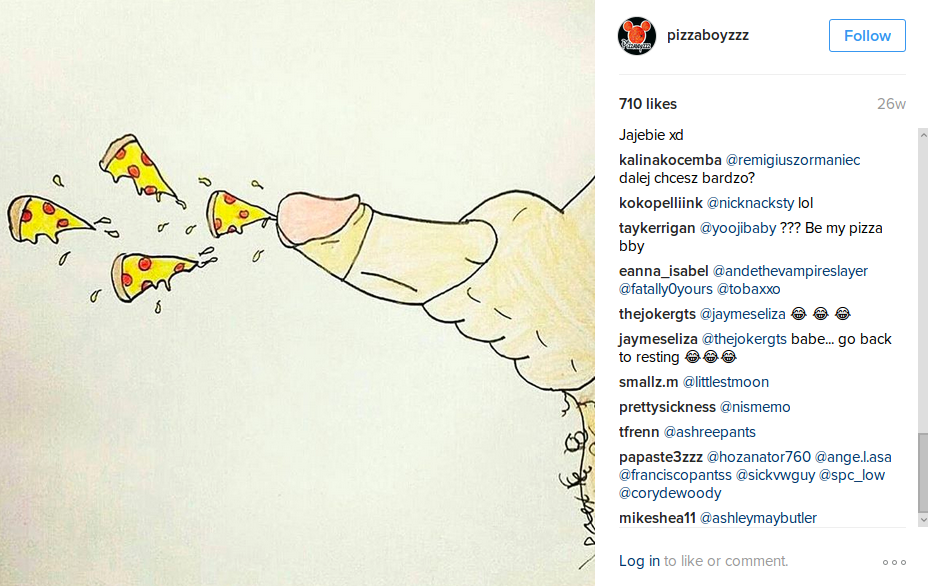 pizzaboyzzz
Follow
710 likes
26w
Jajebie xd
kalinakocemba @remigiuszormaniec
dalej chcesz bardzo?
kokopelliink @nicknacksty lol
taykerrigan @yoojibaby ??? Be my pizza
bby
eanna_isabel @andethevampireslayer
@fatally0yours @tobaxxo
thejokergts @jaymeseliza 😂 😂 😂
jaymeseliza @thejokergts babe... go back
to resting 😂😂😂
smallz.m @littlestmoon
prettysickness @nismemo
tfrenn @ashreepants
papaste3zzz @hozanator760 @ange.l.asa
@franciscopantss @sickvwguy @spc_low
@corydewoody
mikeshea11 @ashleymaybutler
Log in to like or comment.